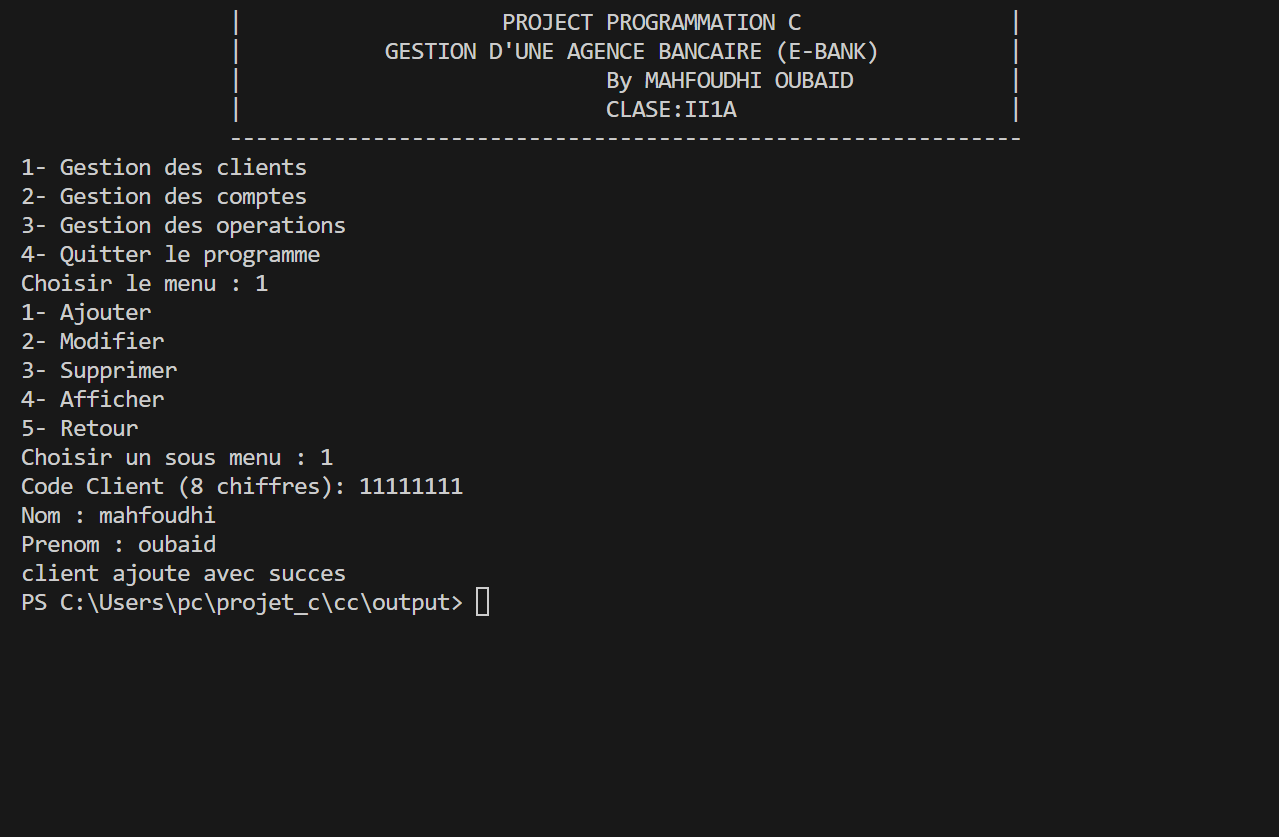 | PROJECT PROGRAMMATION C |
| GESTION D'UNE AGENCE BANCAIRE (E-BANK) |
| By MAHFOUDHI OUBAID |
| CLASE:II1A |
-------------------------------------------------------------
1- Gestion des clients
2- Gestion des comptes
3- Gestion des operations
4- Quitter le programme
Choisir le menu : 1
1- Ajouter
2- Modifier
3- Supprimer
4- Afficher
5- Retour
Choisir un sous menu : 1
Code Client (8 chiffres): 11111111
Nom : mahfoudhi
Prenom : oubaid
client ajoute avec succes
PS C:\Users\pc\projet_c\cc\output>